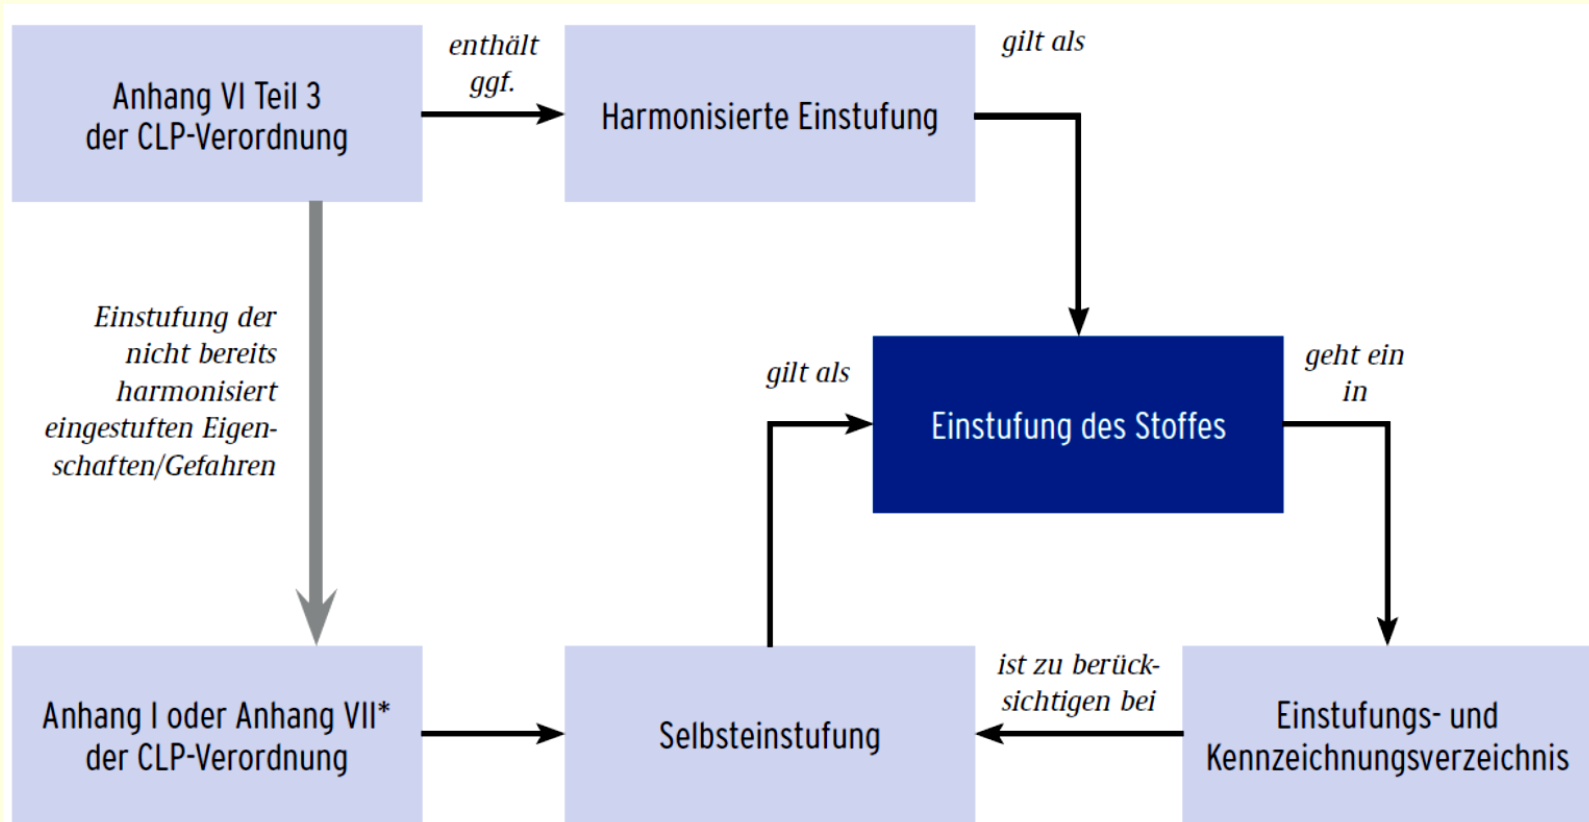 Anhang VI Teil 3
der CLP-Verordnung
enthält
ggf.
Harmonisierte Einstufung
gilt als
Einstufung der
nicht bereits
harmonisiert
eingestuften Eigen-
schaften/Gefahren
gilt als
Einstufung des Stoffes
geht ein
in
Anhang I oder Anhang VII*
der CLP-Verordnung
Selbsteinstufung
ist zu berück-
sichtigen bei
Einstufungs- und
Kennzeichnungsverzeichnis